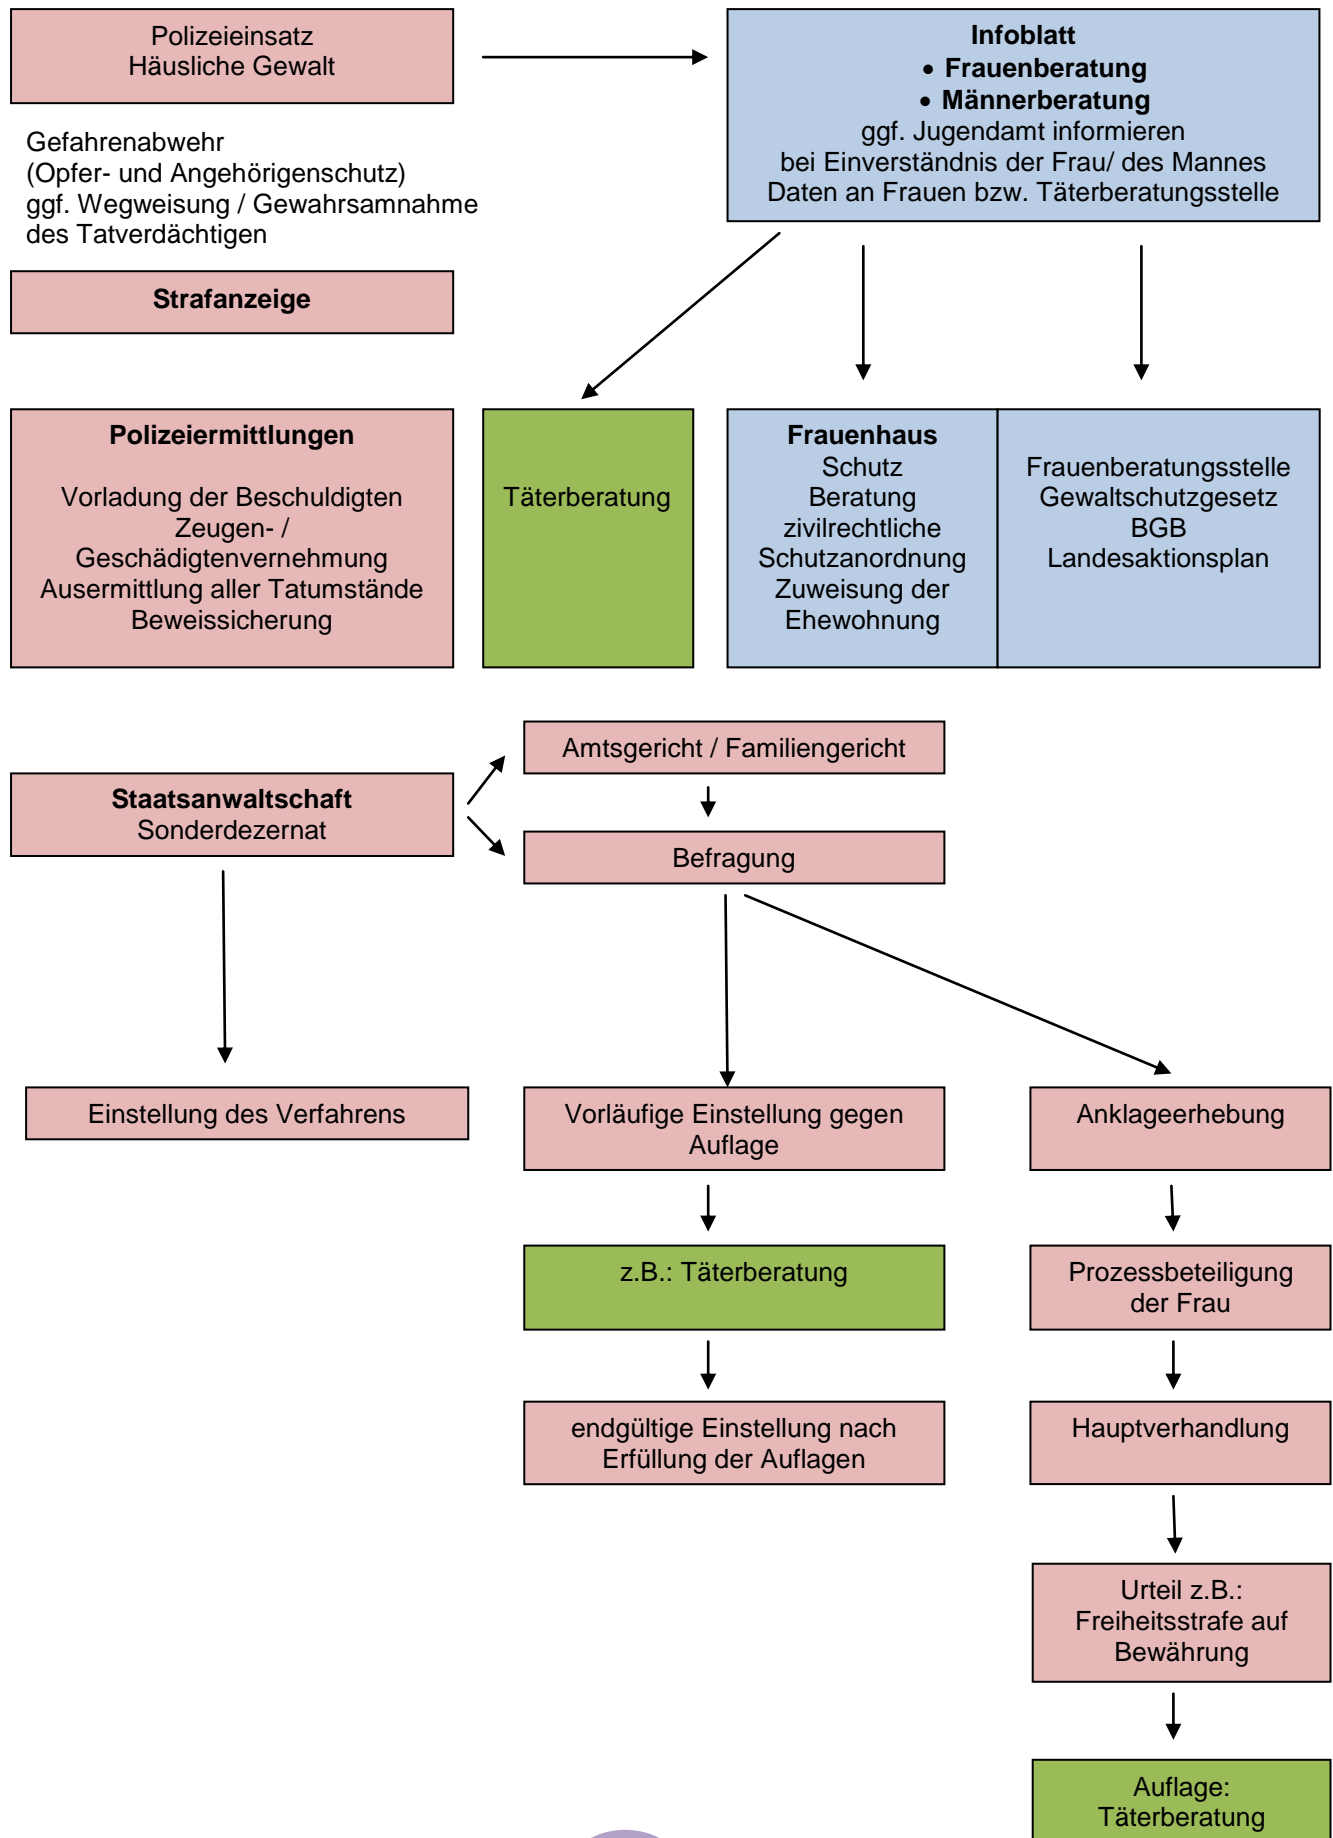 Polizeieinsatz
Häusliche Gewalt
Infoblatt
• Frauenberatung
• Männerberatung
ggf. Jugendamt informieren
bei Einverständnis der Frau/ des Mannes
Daten an Frauen bzw. Täterberatungsstelle
Gefahrenabwehr
(Opfer- und Angehörigenschutz)
ggf. Wegweisung / Gewahrsamnahme
des Tatverdächtigen
Strafanzeige
Polizeiermittlungen
Vorladung der Beschuldigten
Zeugen- /
Geschädigtenvernehmung
Ausermittlung aller Tatumstände
Beweissicherung
Täterberatung
Frauenhaus
Schutz
Beratung
zivilrechtliche
Schutzanordnung
Zuweisung der
Ehewohnung
Frauenberatungsstelle
Gewaltschutzgesetz
BGB
Landesaktionsplan
Amtsgericht / Familiengericht
Staatsanwaltschaft
Sonderdezernat
Befragung
Einstellung des Verfahrens
Vorläufige Einstellung gegen
Auflage
Anklageerhebung
z.B.: Täterberatung
Prozessbeteiligung
der Frau
endgültige Einstellung nach
Erfüllung der Auflagen
Hauptverhandlung
Urteil z.B.:
Freiheitsstrafe auf
Bewährung
Auflage:
Täterberatung